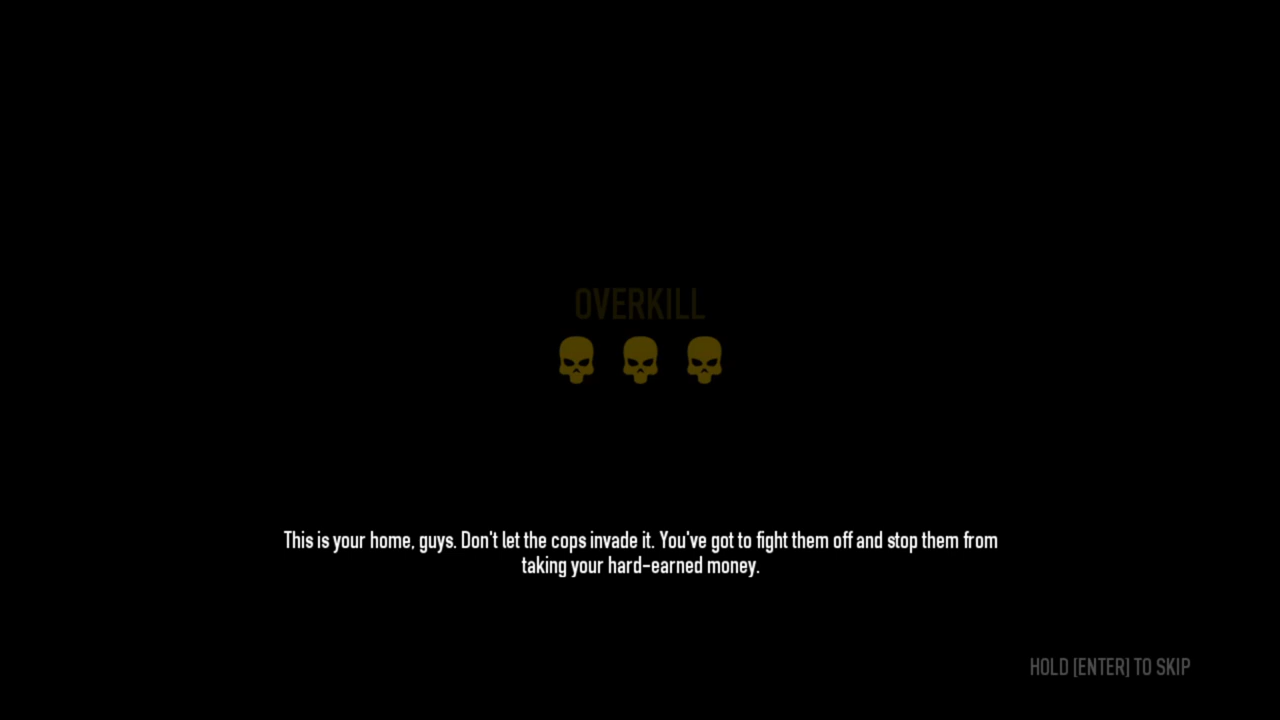 OVERKILL
This is your home, guys. Don't let the cops invade it. You've got to fight them off and stop them from
taking your hard-earned money.
HOLD [ENTER] TO SKIP